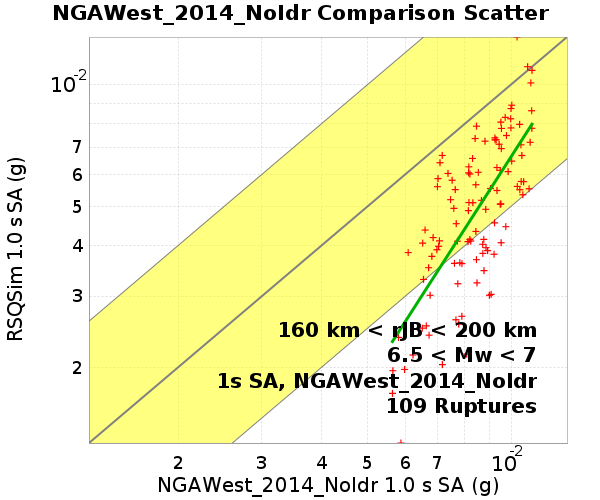 NGAWest_2014_NoIdr Comparison Scatter
RSQSim 1.0 s SA (g)
10-2
7
6
5
4
3
2
160 km < rJB < 200 km
6.5 < Mw < 7
1s SA, NGAWest_2014_NoIdr
109 Ruptures
2 3 4 5 6 7 10-2
NGAWest_2014_NoIdr 1.0 s SA (g)